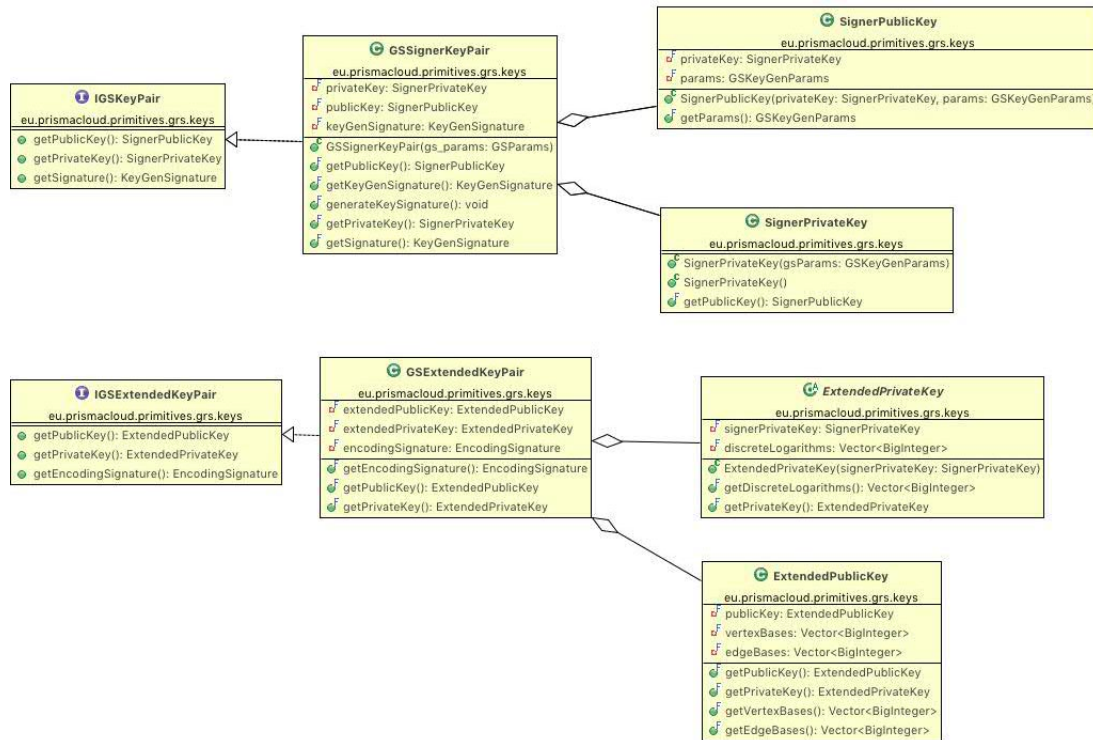 IGSKeyPair
eu.prismacloud.primitives.grs.keys
getPublicKey(): SignerPublicKey
getPrivateKey(): SignerPrivateKey
getSignature(): KeyGenSignature
GSSignerKeyPair
eu.prismacloud.primitives.grs.keys
privateKey: SignerPrivateKey
publicKey: SignerPublicKey
keyGenSignature: KeyGenSignature
GSSignerKeyPair(gs_params: GSParams)
getPublicKey(): SignerPublicKey
getKeyGenSignature(): KeyGenSignature
generateKeySignature(): void
getPrivateKey(): SignerPrivateKey
getSignature(): KeyGenSignature
SignerPublicKey
eu.prismacloud.primitives.grs.keys
privateKey: SignerPrivateKey
params: GSKeyGenParams
SignerPublicKey(privateKey: SignerPrivateKey, params: GSKeyGenParams)
getParams(): GSKeyGenParams
SignerPrivateKey
eu.prismacloud.primitives.grs.keys
SignerPrivateKey(gsParams: GSKeyGenParams)
SignerPrivateKey()
getPublicKey(): SignerPublicKey
IGSExtendedKeyPair
eu.prismacloud.primitives.grs.keys
getPublicKey(): ExtendedPublicKey
getPrivateKey(): ExtendedPrivateKey
getEncodingSignature(): EncodingSignature
GSExtendedKeyPair
eu.prismacloud.primitives.grs.keys
extendedPublicKey: ExtendedPublicKey
extendedPrivateKey: ExtendedPrivateKey
encodingSignature: EncodingSignature
getEncodingSignature(): EncodingSignature
getPublicKey(): ExtendedPublicKey
getPrivateKey(): ExtendedPrivateKey
ExtendedPrivateKey
eu.prismacloud.primitives.grs.keys
signerPrivateKey: SignerPrivateKey
discreteLogarithms: Vector<BigInteger>
ExtendedPrivateKey(signerPrivateKey: SignerPrivateKey)
getDiscreteLogarithms(): Vector<BigInteger>
getPrivateKey(): ExtendedPrivateKey
ExtendedPublicKey
eu.prismacloud.primitives.grs.keys
publicKey: ExtendedPublicKey
vertexBases: Vector<BigInteger>
edgeBases: Vector<BigInteger>
getPublicKey(): ExtendedPublicKey
getPrivateKey(): ExtendedPrivateKey
getVertexBases(): Vector<BigInteger>
getEdgeBases(): Vector<BigInteger>